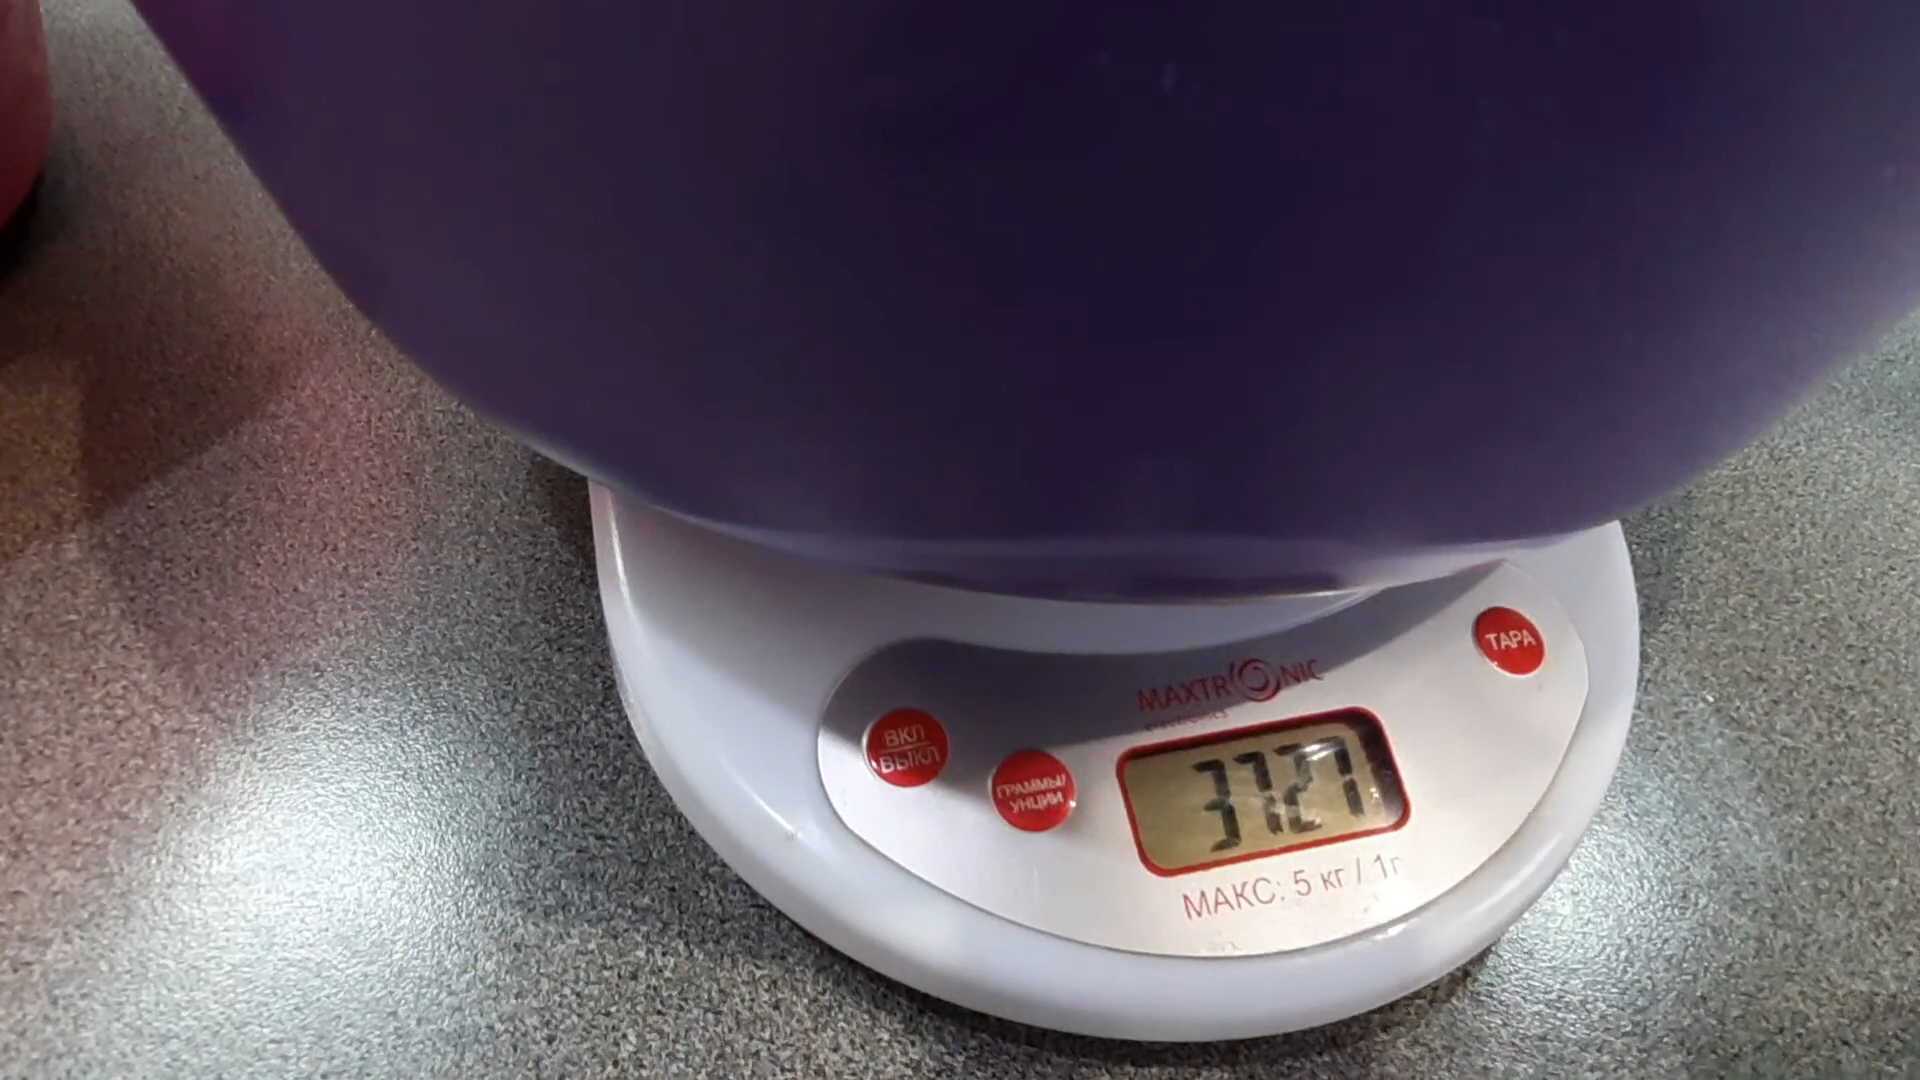 ТАРА
MAXTRONIC
ВКЛ
ВЫКЛ
ГРАММЫ/
УНЦИИ
3727
МАКС: 5 кг / 1г